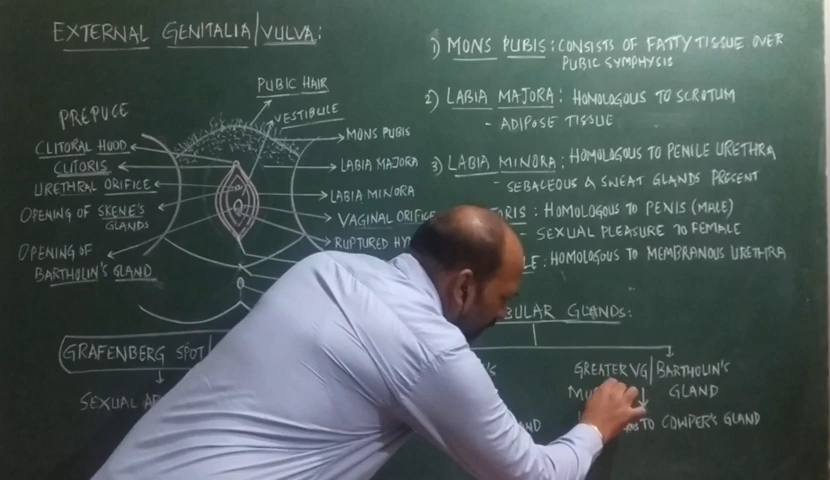 EXTERNAL GENITALIA/VULVA:
PUBIC HAIR
VESTIBULE
PREPUCE
CLITORAL HOOD
CLITORIS
URETHRAL ORIFICE
OPENING OF SKENE'S
GLANDS
OPENING OF
BARTHOLIN'S GLAND
MONS PUBIS
LABIA MAJORA
LABIA MINORA
VAGINAL ORIFICE
RUPTURED HY
GRAFENBERG SPOT/
SEXUAL
1) MONS PUBIS: CONSISTS OF FATTY TISSUE OVER
PUBIC SYMPHYSIS
2) LABIA MAJORA: HOMOLOGOUS TO SCROTUM
- ADIPOSE TISSUE
3) LABIA MINORA: HOMOLOGOUS TO PENILE URETHRA
- SEBACEOUS & SWEAT GLANDS PRESENT
ORIS: HOMOLOGOUS TO PENIS (MALE)
SEXUAL PLEASURE TO FEMALE
LE: HOMOLOGOUS TO MEMBRANOUS URETHRA
BULAR GLANDS:
GREATER VG/BARTHOLIN'S
GLAND
TO COWPER'S GLAND